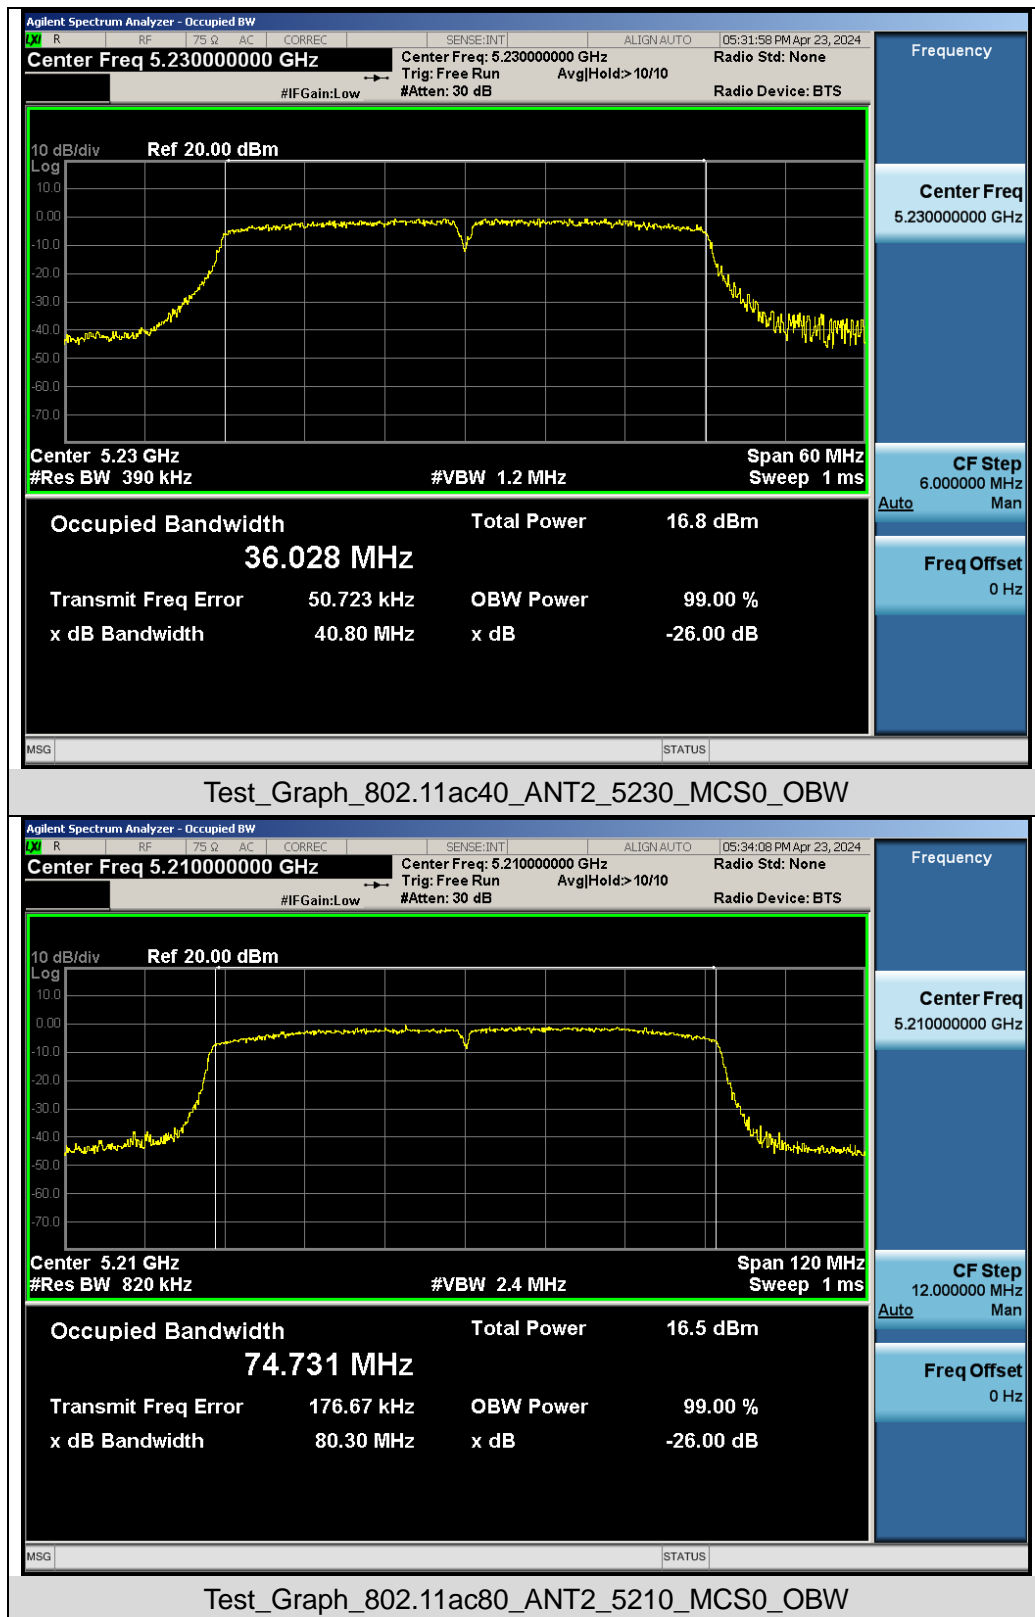 Agilent Spectrum Analyzer - Occupied BW
LXI R RF 75 Ω AC CORREC SENSE:INT ALIGN AUTO 05:31:58 PM Apr 23, 2024
Center Freq 5.230000000 GHz
Center Freq: 5.230000000 GHz
Radio Std: None
Trig: Free Run Avg|Hold:> 10/10
#IFGain:Low
#Atten: 30 dB
Radio Device: BTS
Frequency
10 dB/div Ref 20.00 dBm
Log
10.0
0.00
-10.0
-20.0
-30.0
-40.0
-50.0
-60.0
-70.0
Center 5.23 GHz Span 60 MHz
#Res BW 390 kHz #VBW 1.2 MHz Sweep 1 ms
Center Freq
5.230000000 GHz
CF Step
6.000000 MHz
Auto Man
Freq Offset
0 Hz
Occupied Bandwidth Total Power 16.8 dBm
36.028 MHz
Transmit Freq Error 50.723 kHz OBW Power 99.00 %
x dB Bandwidth 40.80 MHz x dB -26.00 dB
MSG STATUS
Test_Graph_802.11ac40_ANT2_5230_MCS0_OBW
Agilent Spectrum Analyzer - Occupied BW
LXI R RF 75 Ω AC CORREC SENSE:INT ALIGN AUTO 05:34:08 PM Apr 23, 2024
Center Freq 5.210000000 GHz
Center Freq: 5.210000000 GHz
Radio Std: None
Trig: Free Run Avg|Hold:> 10/10
#IFGain:Low
#Atten: 30 dB
Radio Device: BTS
Frequency
10 dB/div Ref 20.00 dBm
Log
10.0
0.00
-10.0
-20.0
-30.0
-40.0
-50.0
-60.0
-70.0
Center 5.21 GHz Span 120 MHz
#Res BW 820 kHz #VBW 2.4 MHz Sweep 1 ms
Center Freq
5.210000000 GHz
CF Step
12.000000 MHz
Auto Man
Freq Offset
0 Hz
Occupied Bandwidth Total Power 16.5 dBm
74.731 MHz
Transmit Freq Error 176.67 kHz OBW Power 99.00 %
x dB Bandwidth 80.30 MHz x dB -26.00 dB
MSG STATUS
Test_Graph_802.11ac80_ANT2_5210_MCS0_OBW